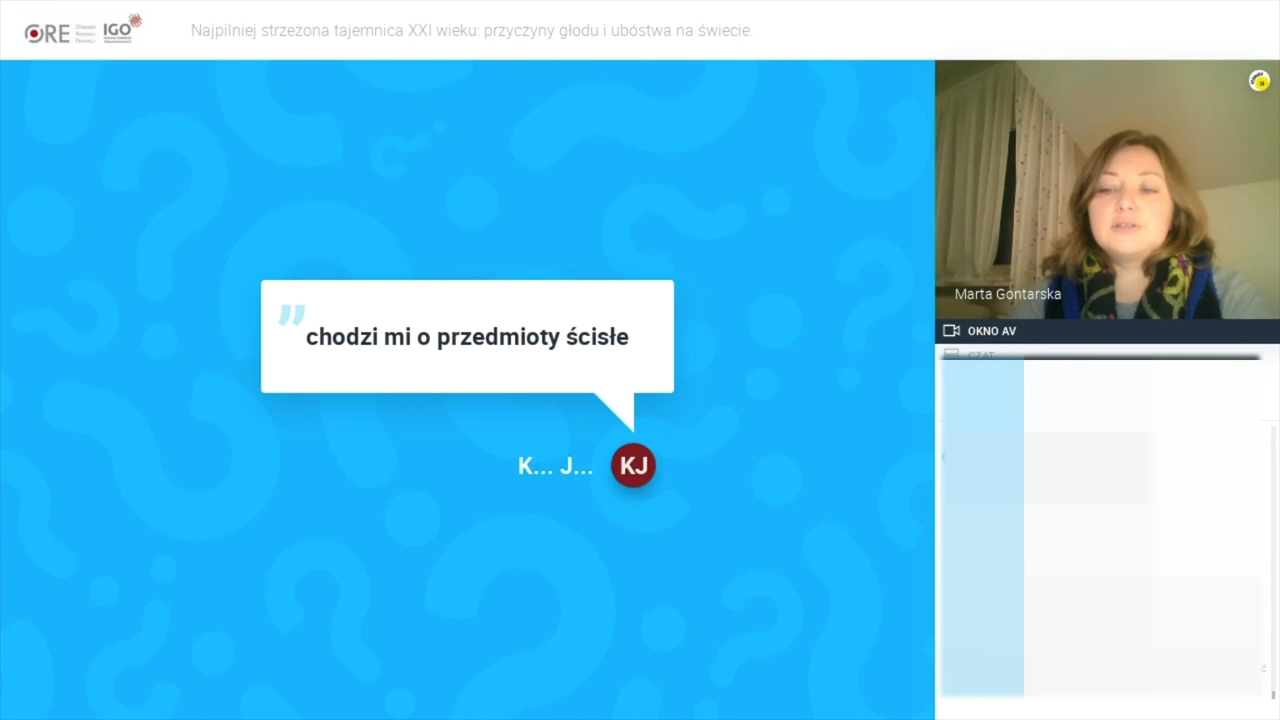 ORE
IGO
Najpilniej strzeżona tajemnica XXI wieku: przyczyny głodu i ubóstwa na świecie.
Marta Gontarska
OKNO AV
CZAT
chodzi mi o przedmioty ścisłe
K... J...
KJ